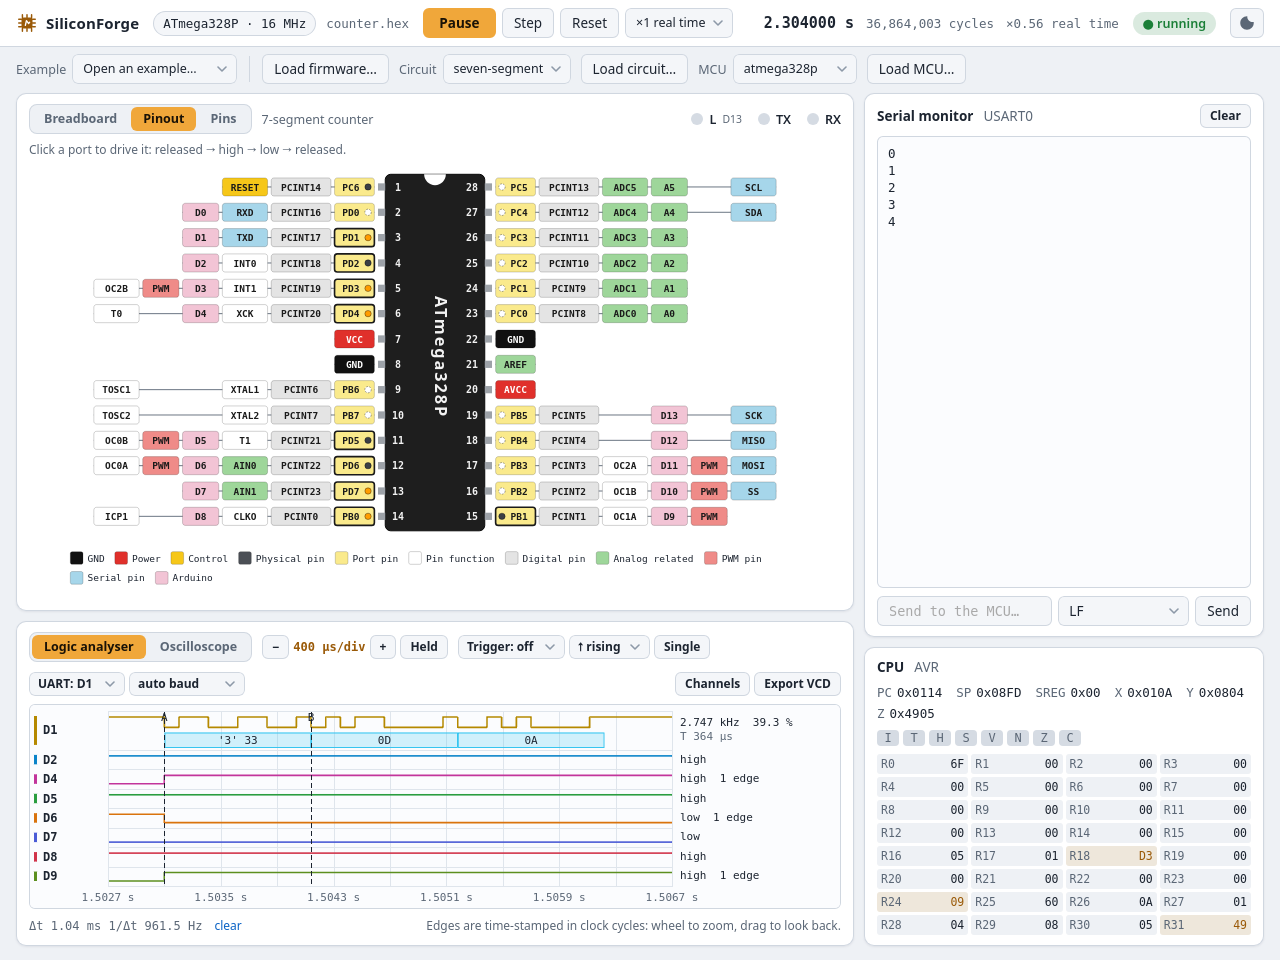 SiliconForge ATmega328P · 16 MHz counter.hex Pause Step Reset ×1 real time 2.304000 s 36,864,003 cycles ×0.56 real time running
Example Open an example... Load firmware... Circuit seven-segment Load circuit... MCU atmega328p Load MCU...
Breadboard Pinout Pins 7-segment counter L D13 TX RX
Click a port to drive it: released → high → low → released.
RESET PCINT14 PC6 1 28 PC5 PCINT13 ADC5 A5 SCL
D0 RXD PCINT16 PD0 2 27 PC4 PCINT12 ADC4 A4 SDA
D1 TXD PCINT17 PD1 3 26 PC3 PCINT11 ADC3 A3
D2 INT0 PCINT18 PD2 4 25 PC2 PCINT10 ADC2 A2
OC2B PWM D3 INT1 PCINT19 PD3 5 24 PC1 PCINT9 ADC1 A1
T0 D4 XCK PCINT20 PD4 6 23 PC0 PCINT8 ADC0 A0
VCC 7 22 GND
GND 8 21 AREF
ATmega328P
TOSC1 XTAL1 PCINT6 PB6 9 20 AVCC
TOSC2 XTAL2 PCINT7 PB7 10 19 PB5 PCINT5 D13 SCK
OC0B PWM D5 T1 PCINT21 PD5 11 18 PB4 PCINT4 D12 MISO
OC0A PWM D6 AIN0 PCINT22 PD6 12 17 PB3 PCINT3 OC2A D11 PWM MOSI
D7 AIN1 PCINT23 PD7 13 16 PB2 PCINT2 OC1B D10 PWM SS
ICP1 D8 CLKO PCINT0 PB0 14 15 PB1 PCINT1 OC1A D9 PWM
GND Power Control Physical pin Port pin Pin function Digital pin Analog related PWM pin
Serial pin Arduino
Logic analyser Oscilloscope − 400 µs/div + Held Trigger: off ↑ rising Single
UART: D1 auto baud Channels Export VCD
A B
D1 2.747 kHz 39.3 %
T 364 µs
'3' 33 0D 0A
D2 high
D4 high 1 edge
D5 high
D6 low 1 edge
D7 low
D8 high
D9 high 1 edge
1.5027 s 1.5035 s 1.5043 s 1.5051 s 1.5059 s 1.5067 s
Δt 1.04 ms 1/Δt 961.5 Hz clear Edges are time-stamped in clock cycles: wheel to zoom, drag to look back.
Serial monitor USART0 Clear
0
1
2
3
4
Send to the MCU… LF Send
CPU AVR
PC 0x0114 SP 0x08FD SREG 0x00 X 0x010A Y 0x0804
Z 0x4905
I T H S V N Z C
R0 6F R1 00 R2 00 R3 00
R4 00 R5 00 R6 00 R7 00
R8 00 R9 00 R10 00 R11 00
R12 00 R13 00 R14 00 R15 00
R16 05 R17 01 R18 D3 R19 00
R20 00 R21 00 R22 00 R23 00
R24 09 R25 60 R26 0A R27 01
R28 04 R29 08 R30 05 R31 49